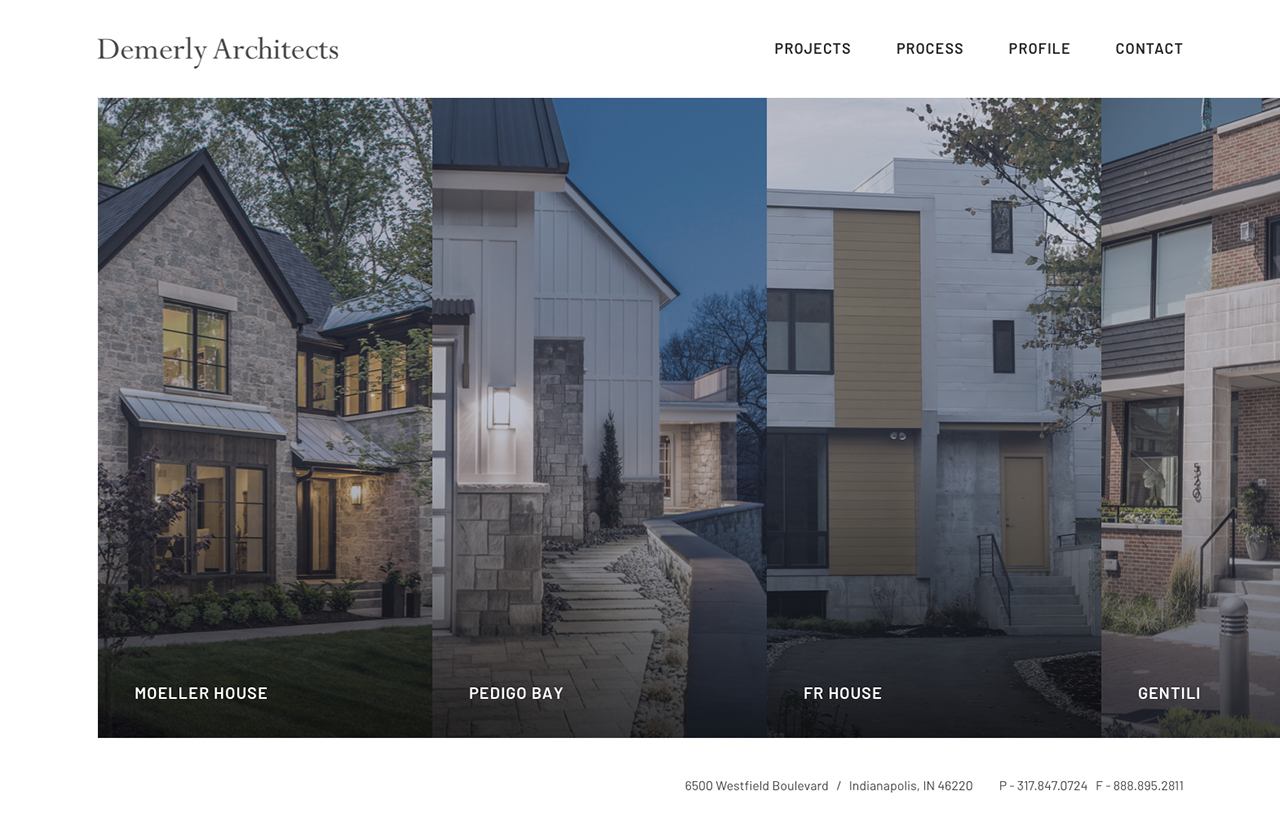 Demerly Architects
PROJECTS PROCESS PROFILE CONTACT
MOELLER HOUSE
PEDIGO BAY
FR HOUSE
520
GENTILI
6500 Westfield Boulevard / Indianapolis, IN 46220 P - 317.847.0724 F - 888.895.2811